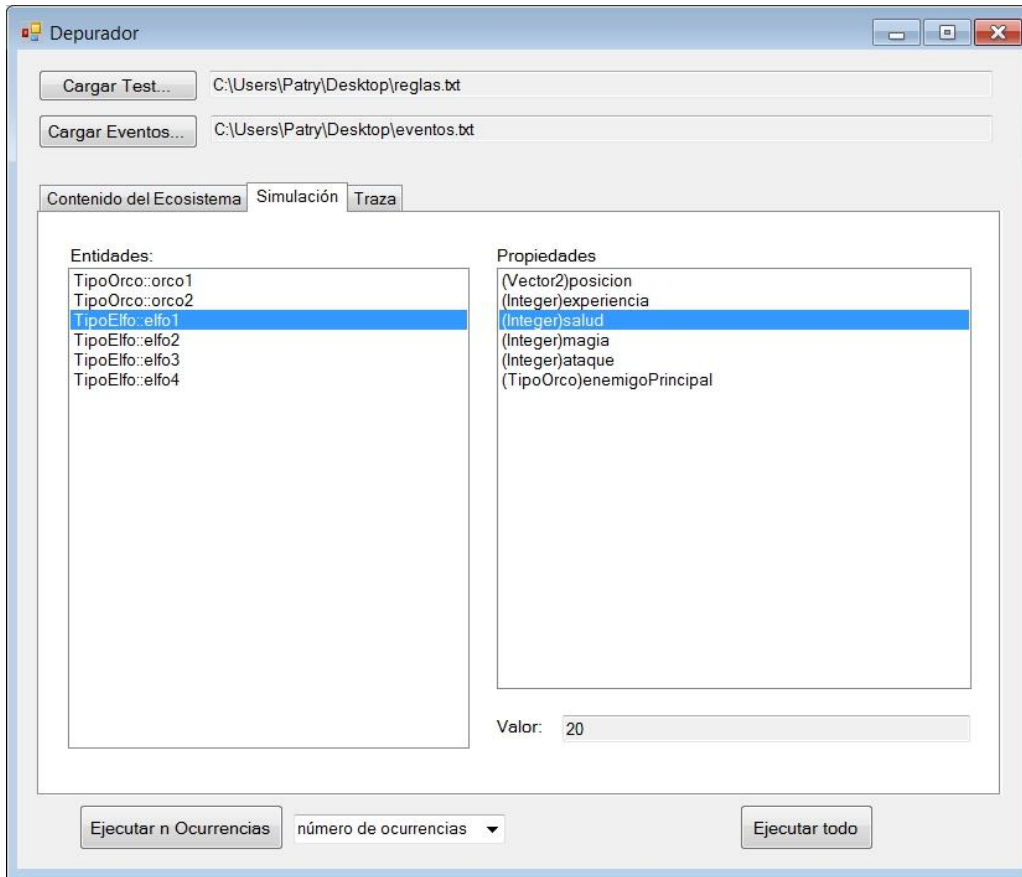 Depurador
Cargar Test... C:\Users\Patry\Desktop\reglas.txt
Cargar Eventos... C:\Users\Patry\Desktop\eventos.txt
Contenido del Ecosistema Simulación Traza
Entidades:
TipoOrco::orco1
TipoOrco::orco2
TipoElfo::elfo1
TipoElfo::elfo2
TipoElfo::elfo3
TipoElfo::elfo4
Propiedades
(Vector2)posicion
(Integer)experiencia
(Integer)salud
(Integer)magia
(Integer)ataque
(TipoOrco)enemigoPrincipal
Valor: 20
Ejecutar n Ocurrencias número de ocurrencias Ejecutar todo